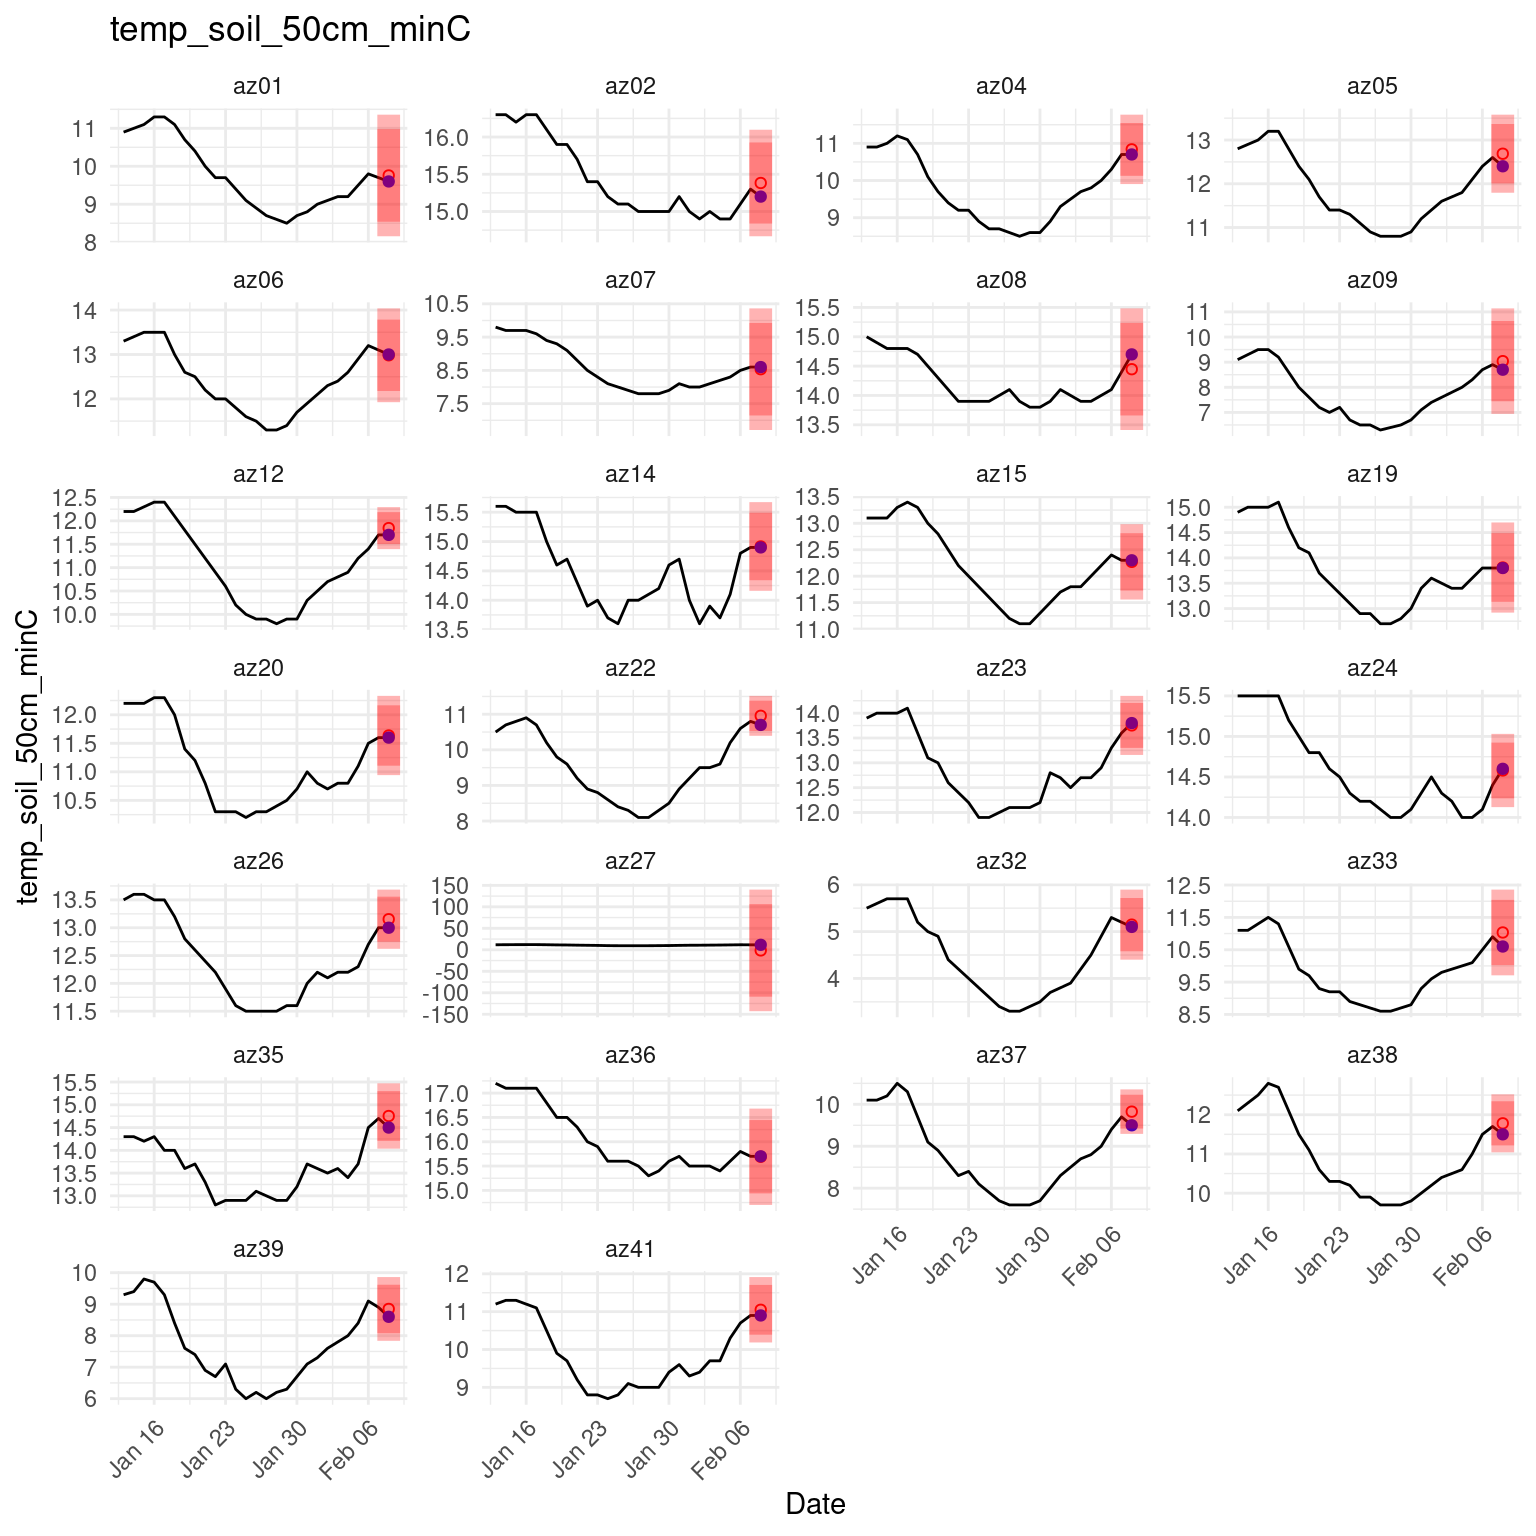 temp_soil_50cm_minC
az01 az02 az04 az05
11 10 9 8
16.0 15.5 15.0
11 10 9
13 12 11
az06 az07 az08 az09
14 13 12
10.5 9.5 8.5 7.5
15.5 15.0 14.5 14.0 13.5
11 10 9 8 7
az12 az14 az15 az19
12.5 12.0 11.5 11.0 10.5 10.0
15.5 15.0 14.5 14.0 13.5
13.5 13.0 12.5 12.0 11.5 11.0
15.0 14.5 14.0 13.5 13.0
az20 az22 az23 az24
12.0 11.5 11.0 10.5
11 10 9 8
14.0 13.5 13.0 12.5 12.0
15.5 15.0 14.5 14.0
az26 az27 az32 az33
13.5 13.0 12.5 12.0 11.5
150 100 50 0 -50 -100 -150
6 5 4
12.5 11.5 10.5 9.5 8.5
az35 az36 az37 az38
15.5 15.0 14.5 14.0 13.5 13.0
17.0 16.5 16.0 15.5 15.0
10 9 8
12 11 10
Jan 16 Jan 23 Jan 30 Feb 06
Jan 16 Jan 23 Jan 30 Feb 06
az39 az41
10 9 8 7 6
12 11 10 9
Jan 16 Jan 23 Jan 30 Feb 06
Jan 16 Jan 23 Jan 30 Feb 06
temp_soil_50cm_minC
Date